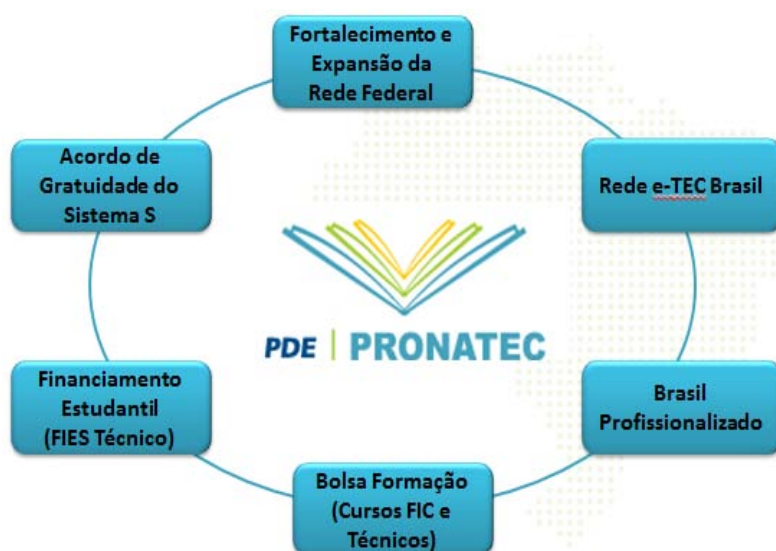 Fortalecimento e
Expansão da
Rede Federal
Acordo de
Gratuidade do
Sistema S
Rede e-TEC Brasil
PDE | PRONATEC
Financiamento
Estudantil
(FIES Técnico)
Brasil
Profissionalizado
Bolsa Formação
(Cursos FIC e
Técnicos)